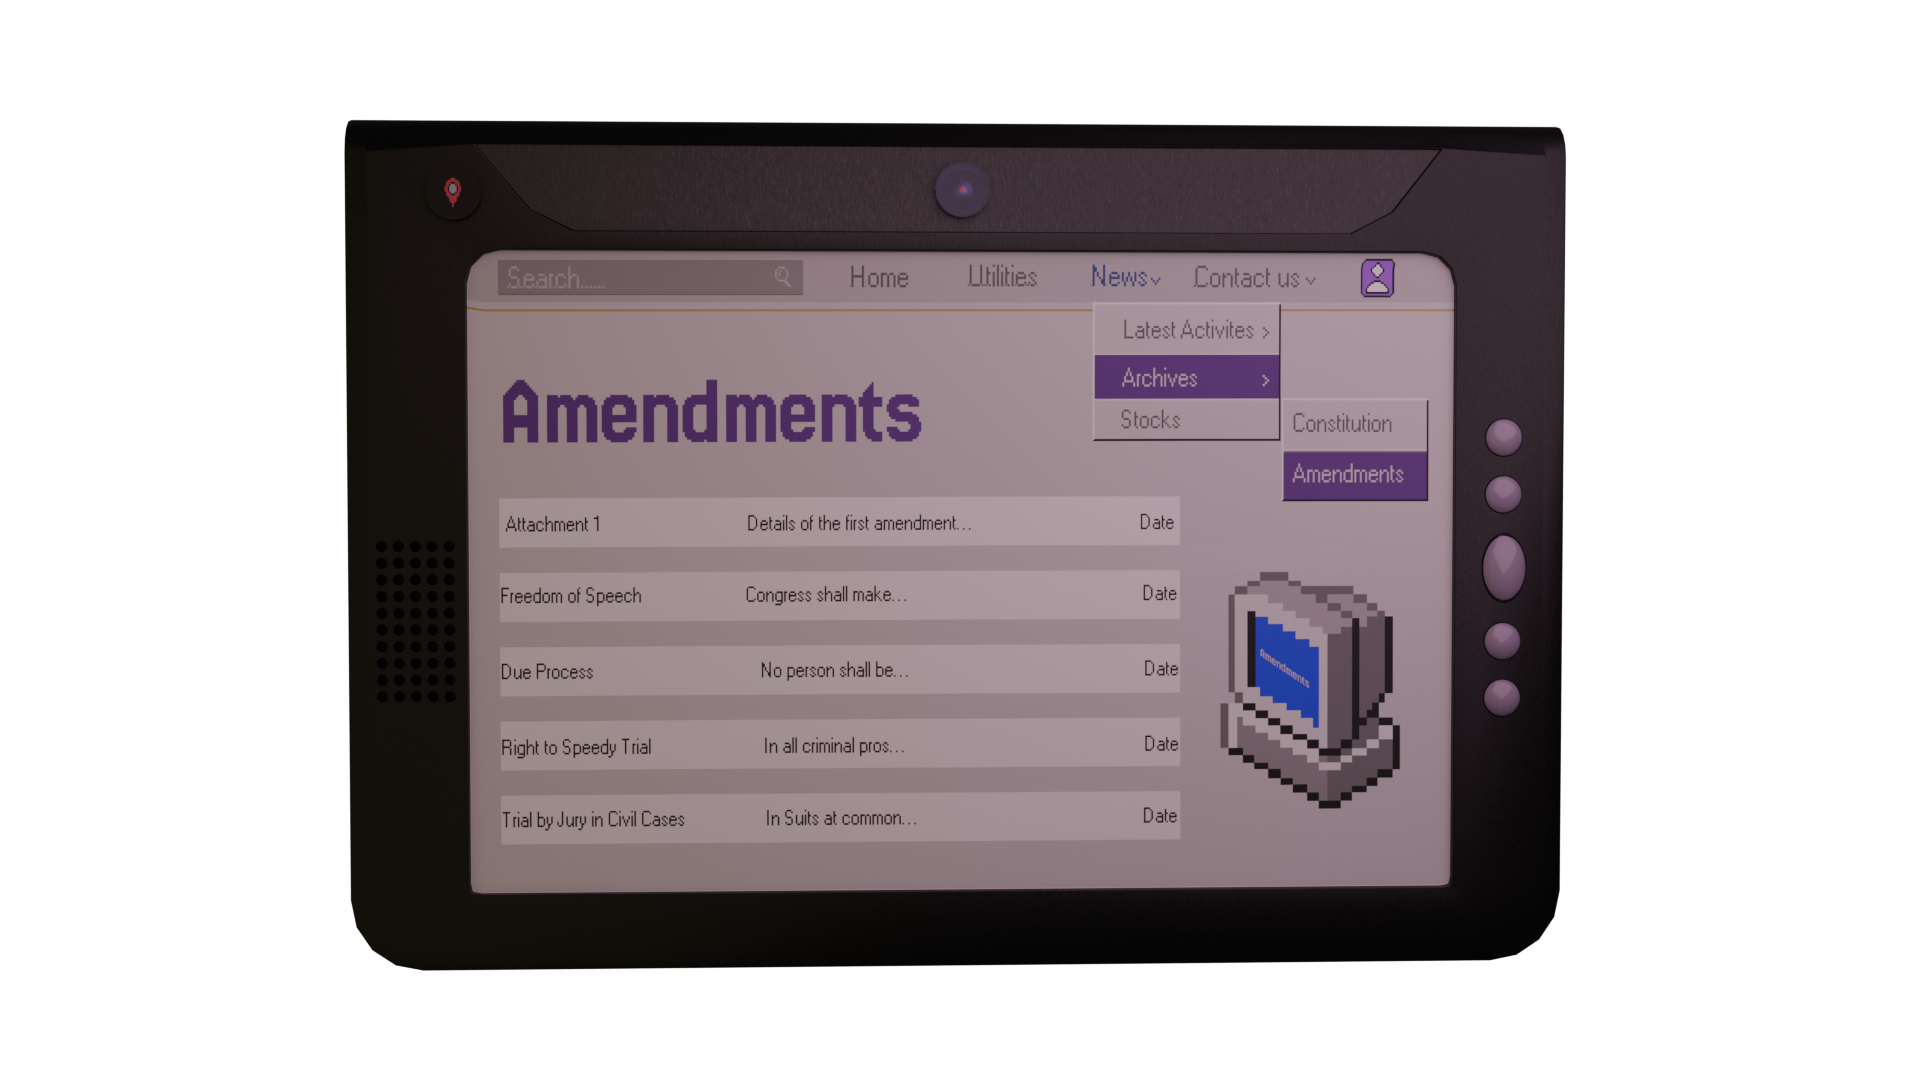 Search......
Home
Utilities
News
Contact us
Latest Activites >
Archives >
Stocks
Constitution
Amendments
Amendments
Attachment 1 Details of the first amendment... Date
Freedom of Speech Congress shall make... Date
Due Process No person shall be... Date
Right to Speedy Trial In all criminal pros... Date
Trial by Jury in Civil Cases In Suits at common... Date
Amendments